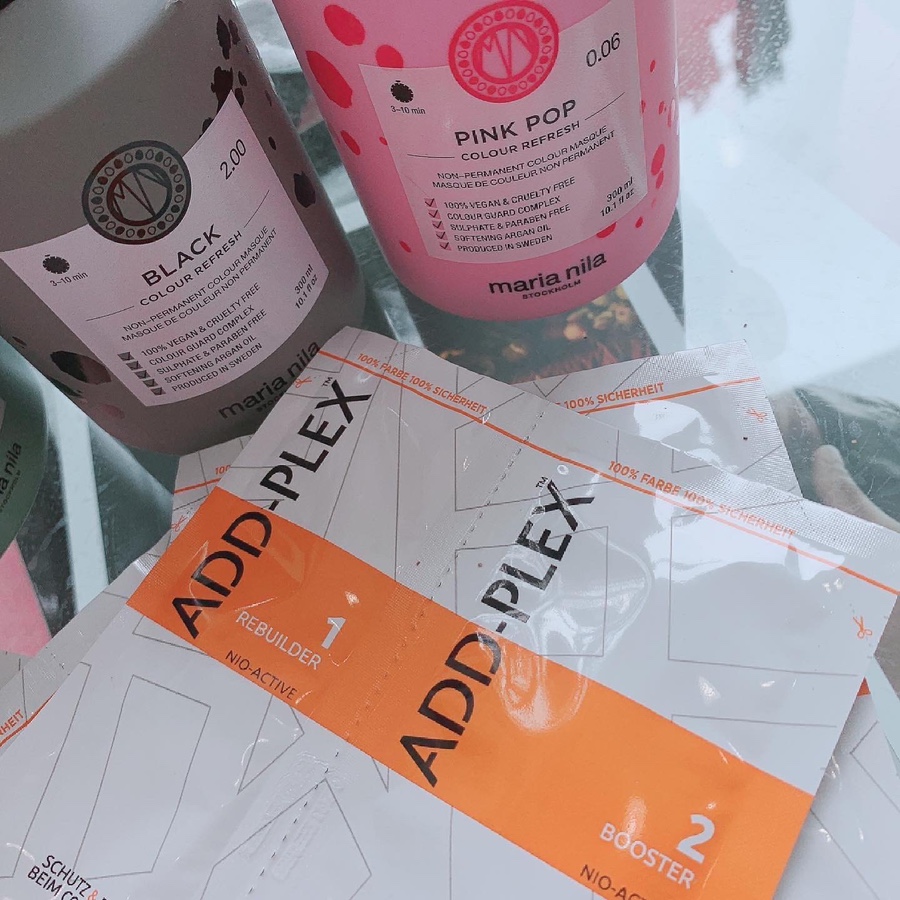 2.00
3–10 min
BLACK
COLOUR REFRESH
NON–PERMANENT COLOUR MASQUE
MASQUE DE COULEUR NON PERMANENT
100% VEGAN & CRUELTY FREE
COLOUR GUARD COMPLEX
SULPHATE & PARABEN FREE
SOFTENING ARGAN OIL
PRODUCED IN SWEDEN
300 ml
10.1 fl oz
maria nila
0.06
3–10 min
PINK POP
COLOUR REFRESH
NON–PERMANENT COLOUR MASQUE
MASQUE DE COULEUR NON PERMANENT
100% VEGAN & CRUELTY FREE
COLOUR GUARD COMPLEX
SULPHATE & PARABEN FREE
SOFTENING ARGAN OIL
PRODUCED IN SWEDEN
300 ml
10.1 fl oz
maria nila
STOCKHOLM
nila
100% FARBE 100% SICHERHEIT
100% SICHERHEIT
100% FARBE 100% SICHERHEIT
ADD-PLEX™
1
REBUILDER
NIO-ACTIVE
ADD-PLEX™
2
BOOSTER
SCHUTZ &
BEIM